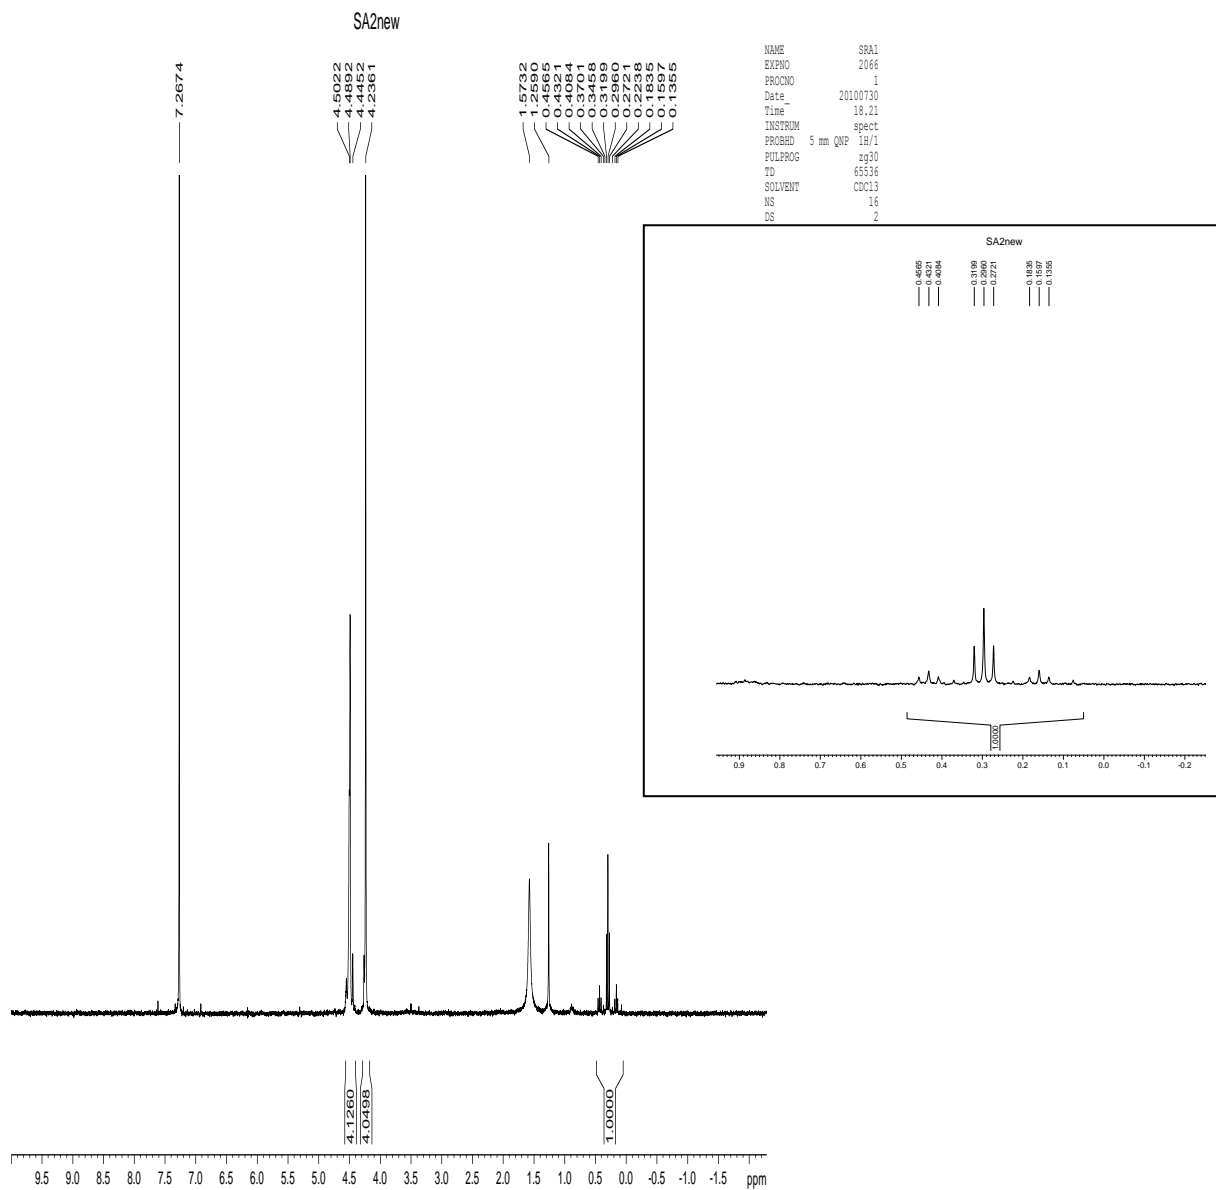 SA2new
7.2674
4.5022
4.4892
4.4452
4.2361
1.5732
1.2590
0.4565
0.4321
0.4084
0.3701
0.3458
0.3199
0.2960
0.2721
0.2238
0.1835
0.1597
0.1355
NAME SRA1
EXPNO 2066
PROCNO 1
Date_ 20100730
Time 18.21
INSTRUM spect
PROBHD 5 mm QNP 1H/1
PULPROG zg30
TD 65536
SOLVENT CDCl3
NS 16
DS 2
SA2new
0.4565
0.4321
0.4084
0.3199
0.2960
0.2721
0.1835
0.1597
0.1355
1.0000
0.9 0.8 0.7 0.6 0.5 0.4 0.3 0.2 0.1 0.0 -0.1 -0.2
4.1260
4.0498
1.0000
9.5 9.0 8.5 8.0 7.5 7.0 6.5 6.0 5.5 5.0 4.5 4.0 3.5 3.0 2.5 2.0 1.5 1.0 0.5 0.0 -0.5 -1.0 -1.5 ppm